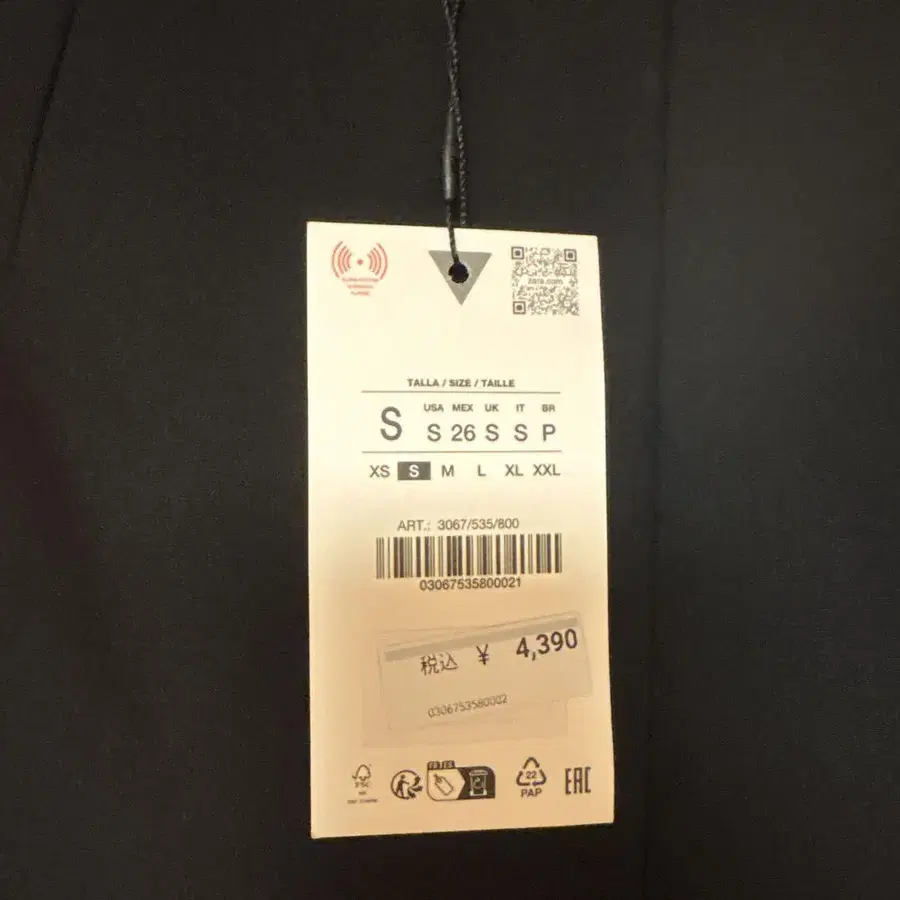 zara.com
TALLA / SIZE / TAILLE
S
USA MEX UK IT BR
S 26 S S P
XS S M L XL XXL
ART.: 3067/535/800
03067535800021
税込 ¥ 4,390
0306753580002
FSC
22
PAP
EAC